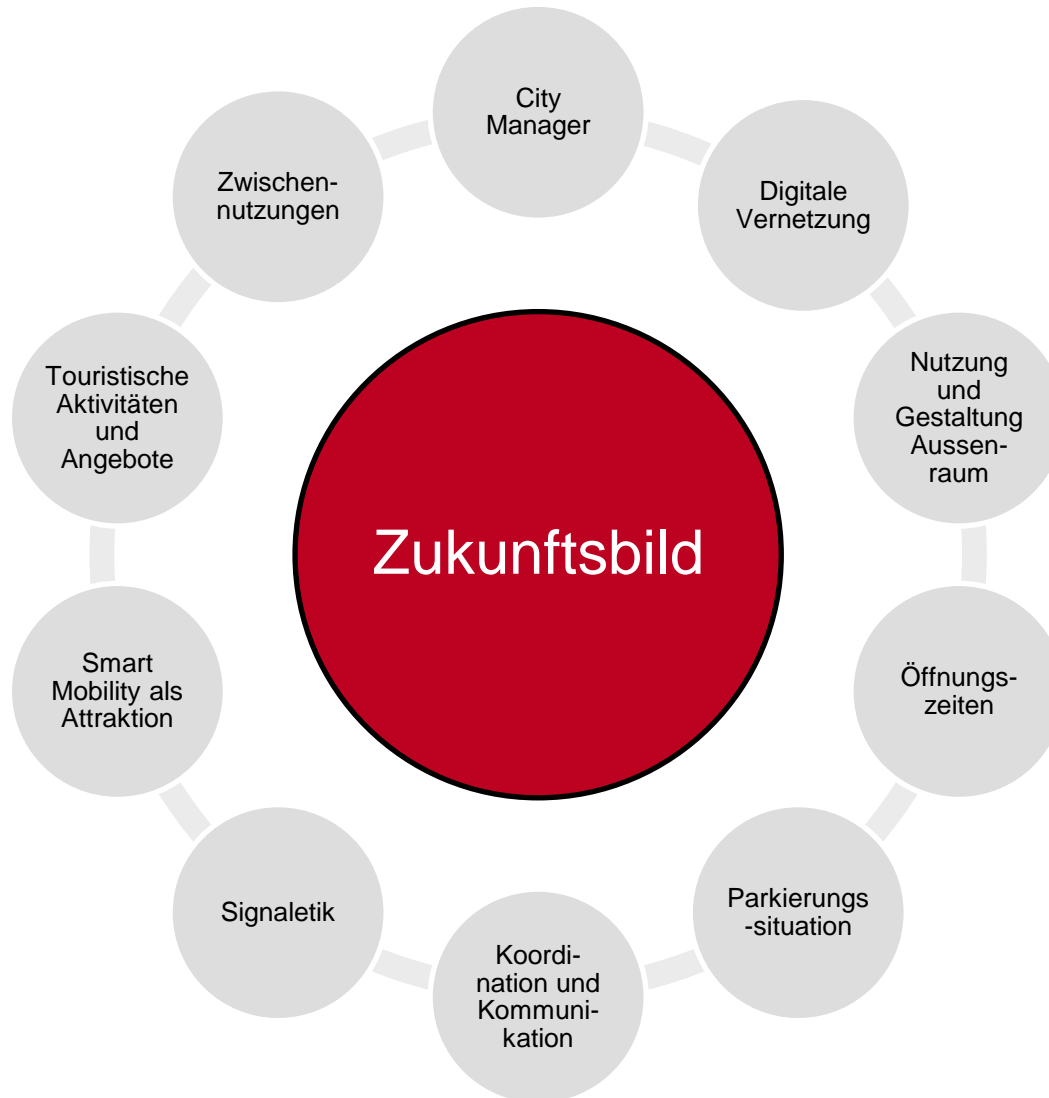 City
Manager
Digitale
Vernetzung
Nutzung
und
Gestaltung
Aussen-
raum
Öffnungs-
zeiten
Parkierungs
-situation
Koordi-
nation und
Kommuni-
kation
Signaletik
Smart
Mobility als
Attraktion
Touristische
Aktivitäten
und
Angebote
Zwischen-
nutzungen
Zukunftsbild